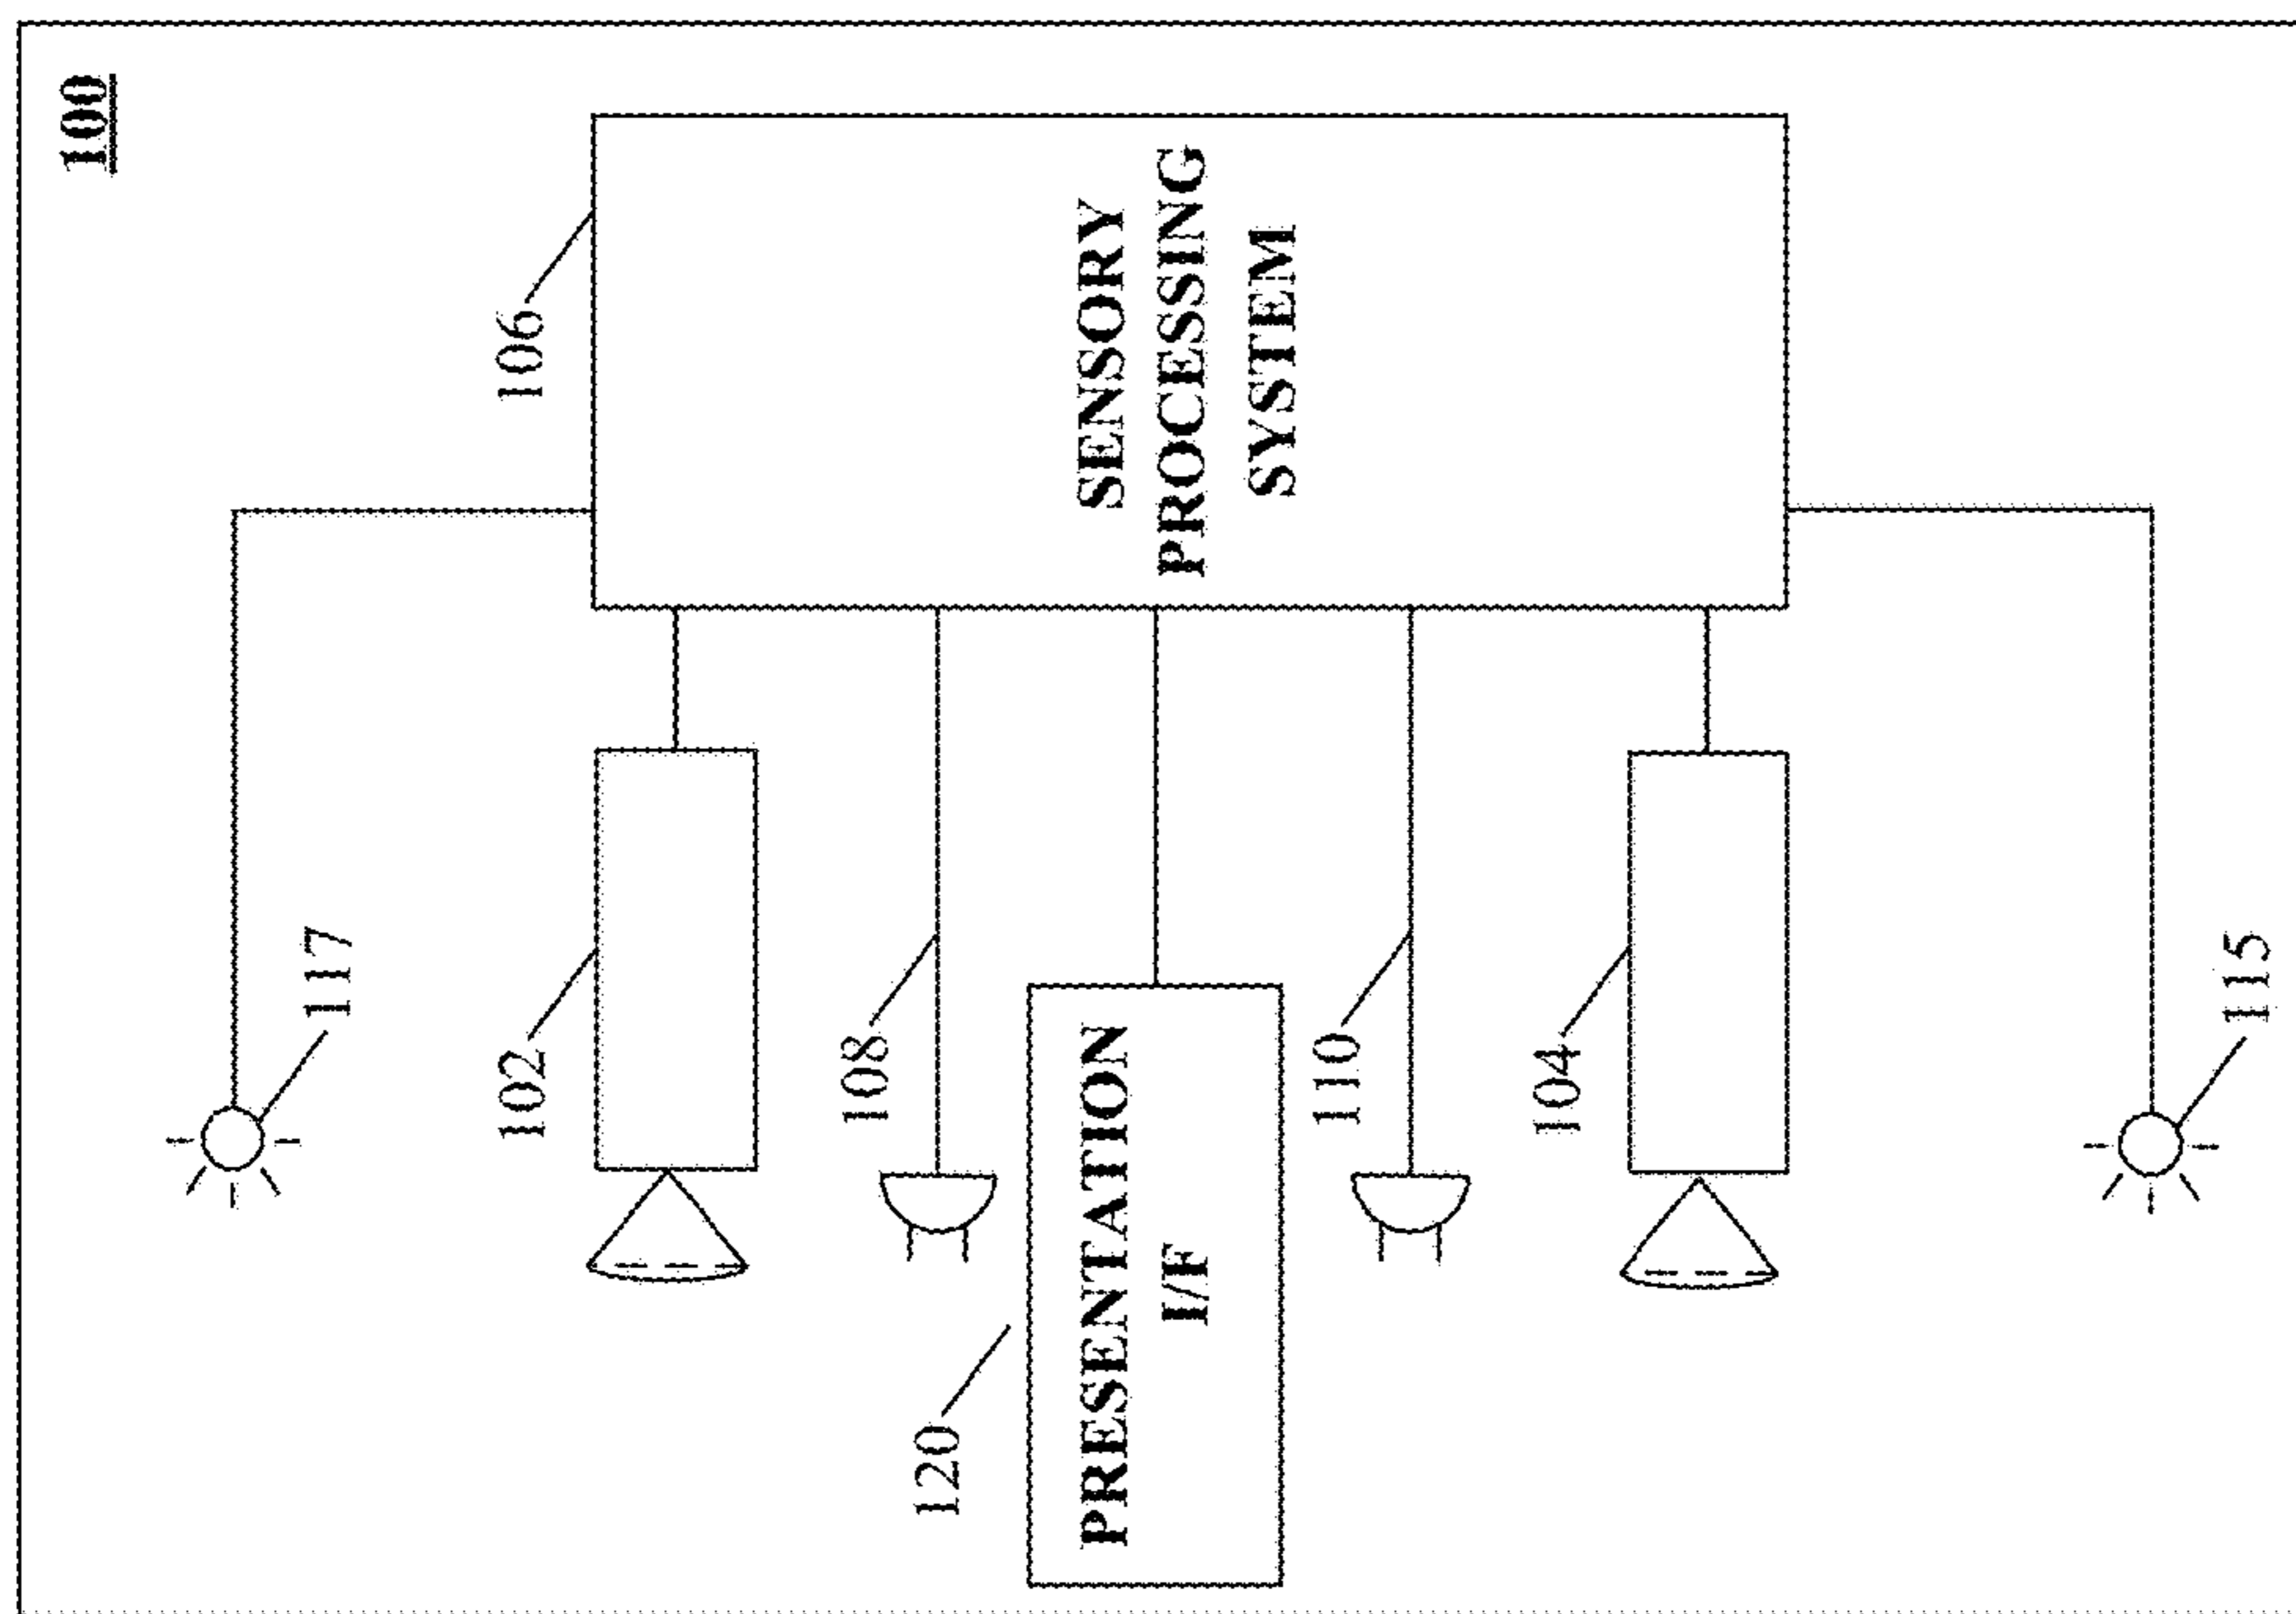 100
106
SENSORY
PROCESSING
SYSTEM
117
102
108
110
104
115
120
PRESENTATION
I/F